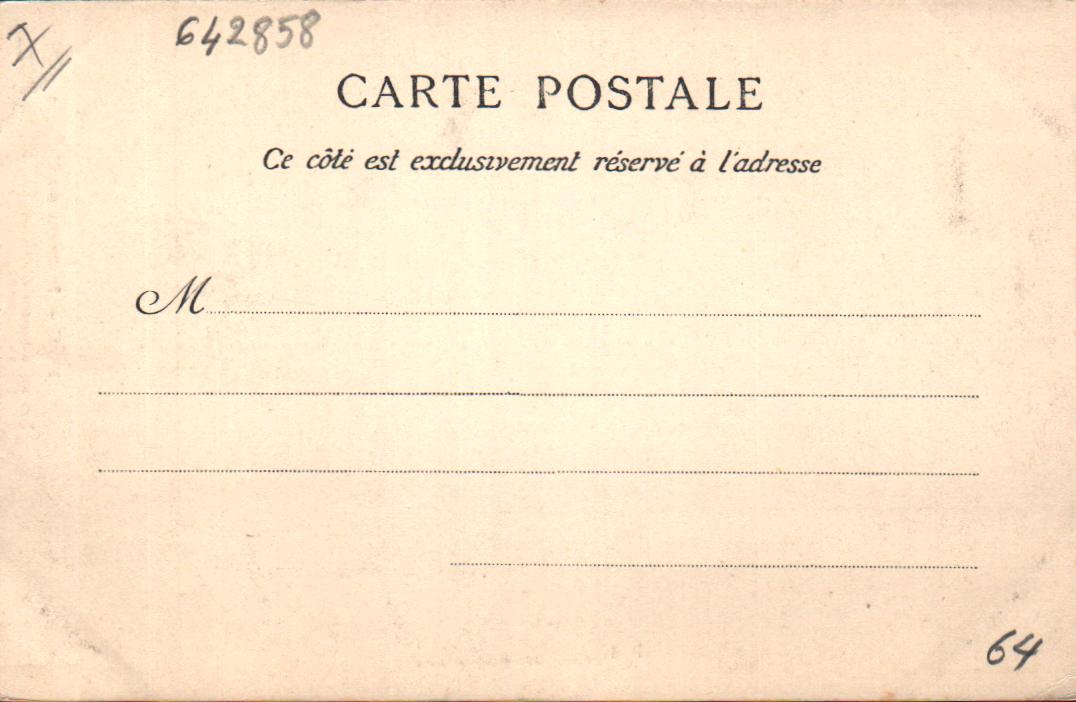 642858
CARTE POSTALE
Ce côté est exclusivement réservé à l'adresse
M
64